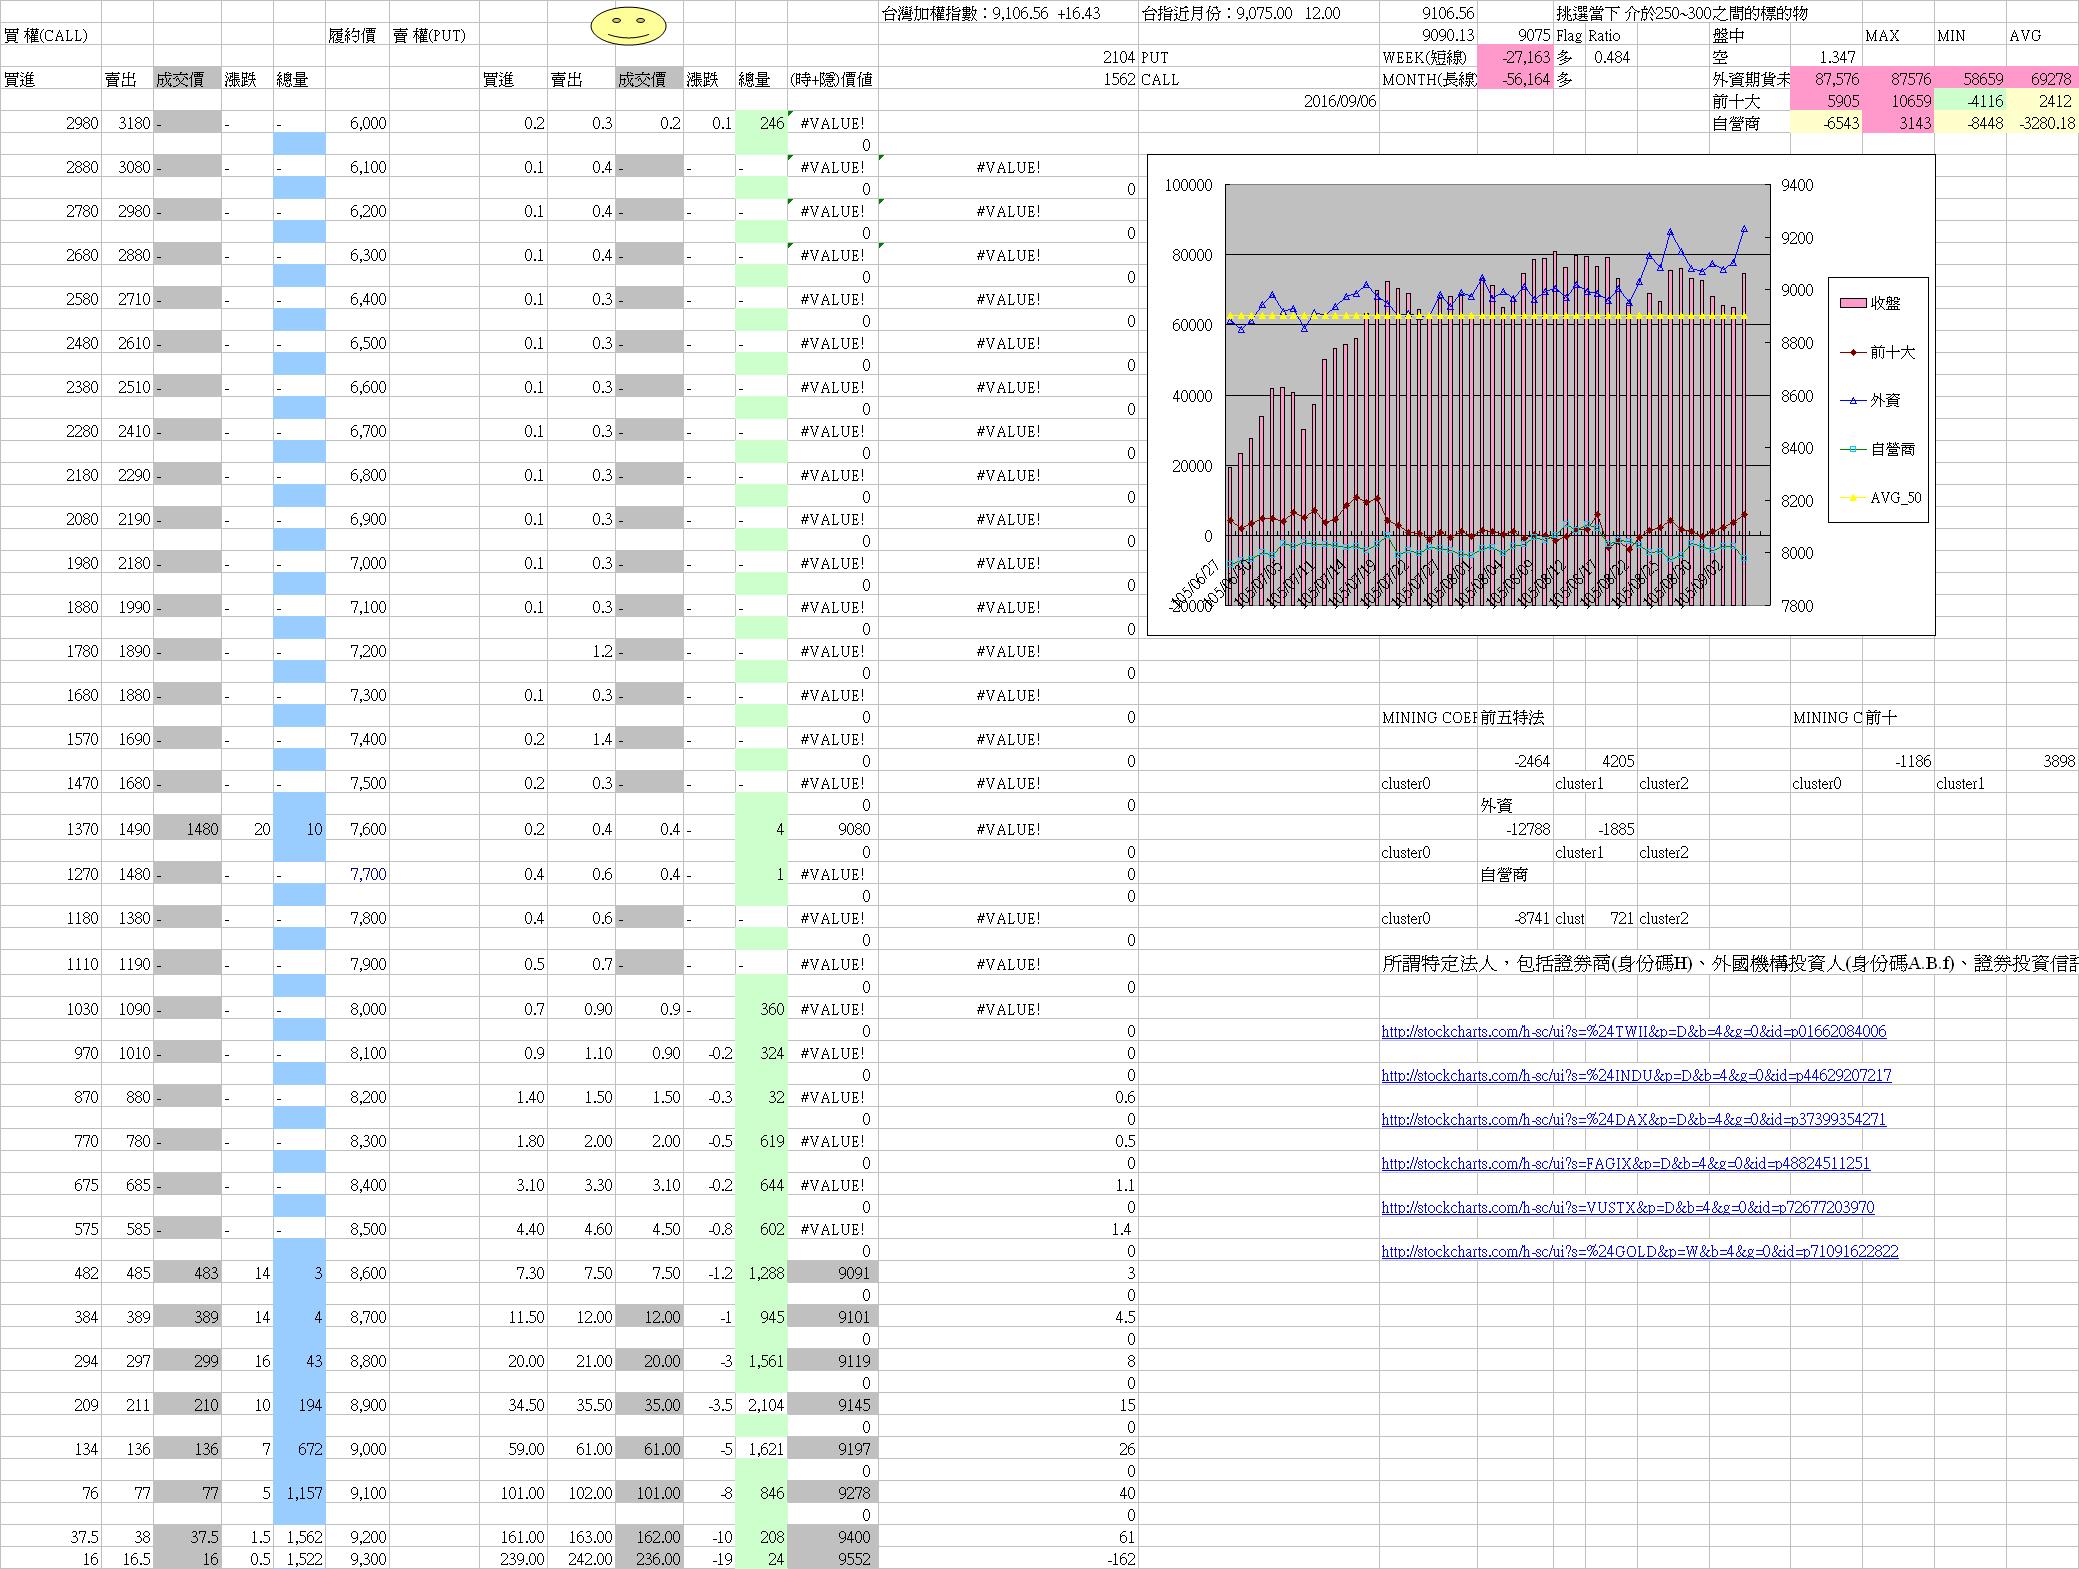 台灣加權指數：9,106.56 +16.43 台指近月份：9,075.00 12.00 9106.56 挑選當下 介於250~300之間的標的物
買 權(CALL) 履約價 賣 權(PUT) 9090.13 9075 Flag Ratio 盤中 MAX MIN AVG
2104 PUT WEEK(短線) -27,163 多 0.484 空 1.347
買進 賣出 成交價 漲跌 總量 買進 賣出 成交價 漲跌 總量 (時+隱)價值 1562 CALL MONTH(長線) -56,164 多 外資期貨未 87,576 87576 58659 69278
2016/09/06 前十大 5905 10659 -4116 2412
2980 3180 - - - 6,000 0.2 0.3 0.2 0.1 246 #VALUE! 自營商 -6543 3143 -8448 -3280.18
0
2880 3080 - - - 6,100 0.1 0.4 - - - #VALUE! #VALUE!
0 0
2780 2980 - - - 6,200 0.1 0.4 - - - #VALUE! #VALUE!
0 0
2680 2880 - - - 6,300 0.1 0.4 - - - #VALUE! #VALUE!
0 0
2580 2710 - - - 6,400 0.1 0.3 - - - #VALUE! #VALUE!
0 0
2480 2610 - - - 6,500 0.1 0.3 - - - #VALUE! #VALUE!
0 0
2380 2510 - - - 6,600 0.1 0.3 - - - #VALUE! #VALUE!
0 0
2280 2410 - - - 6,700 0.1 0.3 - - - #VALUE! #VALUE!
0 0
2180 2290 - - - 6,800 0.1 0.3 - - - #VALUE! #VALUE!
0 0
2080 2190 - - - 6,900 0.1 0.3 - - - #VALUE! #VALUE!
0 0
1980 2180 - - - 7,000 0.1 0.3 - - - #VALUE! #VALUE!
0 0
1880 1990 - - - 7,100 0.1 0.3 - - - #VALUE! #VALUE!
0 0
1780 1890 - - - 7,200 1.2 - - - #VALUE! #VALUE!
0 0
1680 1880 - - - 7,300 0.1 0.3 - - - #VALUE! #VALUE!
0 0
1570 1690 - - - 7,400 0.2 1.4 - - - #VALUE! #VALUE!
0 0
1470 1680 - - - 7,500 0.2 0.3 - - - #VALUE! #VALUE!
0 0
1370 1490 1480 20 10 7,600 0.2 0.4 0.4 - 4 9080 #VALUE!
0 0
1270 1480 - - - 7,700 0.4 0.6 0.4 - 1 #VALUE! 0
0 0
1180 1380 - - - 7,800 0.4 0.6 - - - #VALUE! #VALUE!
0 0
1110 1190 - - - 7,900 0.5 0.7 - - - #VALUE! #VALUE!
0 0
1030 1090 - - - 8,000 0.7 0.90 0.9 - 360 #VALUE! #VALUE!
0 0
970 1010 - - - 8,100 0.9 1.10 0.90 -0.2 324 #VALUE! 0
0 0
870 880 - - - 8,200 1.40 1.50 1.50 -0.3 32 #VALUE! 0.6
0 0
770 780 - - - 8,300 1.80 2.00 2.00 -0.5 619 #VALUE! 0.5
0 0
675 685 - - - 8,400 3.10 3.30 3.10 -0.2 644 #VALUE! 1.1
0 0
575 585 - - - 8,500 4.40 4.60 4.50 -0.8 602 #VALUE! 1.4
0 0
482 485 483 14 3 8,600 7.30 7.50 7.50 -1.2 1,288 9091 3
0 0
384 389 389 14 4 8,700 11.50 12.00 12.00 -1 945 9101 4.5
0 0
294 297 299 16 43 8,800 20.00 21.00 20.00 -3 1,561 9119 8
0 0
209 211 210 10 194 8,900 34.50 35.50 35.00 -3.5 2,104 9145 15
0 0
134 136 136 7 672 9,000 59.00 61.00 61.00 -5 1,621 9197 26
0 0
76 77 77 5 1,157 9,100 101.00 102.00 101.00 -8 846 9278 40
0 0
37.5 38 37.5 1.5 1,562 9,200 161.00 163.00 162.00 -10 208 9400 61
16 16.5 16 0.5 1,522 9,300 239.00 242.00 236.00 -19 24 9552 -162
100000
80000
60000
40000
20000
0
-20000
9400
9200
9000
8800
8600
8400
8200
8000
7800
105/06/27
105/06/30
105/07/05
105/07/11
105/07/14
105/07/19
105/07/22
105/07/27
105/08/01
105/08/04
105/08/09
105/08/12
105/08/17
105/08/22
105/08/25
105/08/30
105/09/02
收盤
前十大
外資
自營商
AVG_50
MINING COEF 前五特法 MINING C 前十
-2464 4205 -1186 3898
cluster0 cluster1 cluster2 cluster0 cluster1
外資
-12788 -1885
cluster0 cluster1 cluster2
自營商
cluster0 -8741 clust 721 cluster2
所謂特定法人，包括證券商(身份碼H)、外國機構投資人(身份碼A.B.f)、證券投資信託
http://stockcharts.com/h-sc/ui?s=%24TWII&p=D&b=4&g=0&id=p01662084006
http://stockcharts.com/h-sc/ui?s=%24INDU&p=D&b=4&g=0&id=p44629207217
http://stockcharts.com/h-sc/ui?s=%24DAX&p=D&b=4&g=0&id=p37399354271
http://stockcharts.com/h-sc/ui?s=FAGIX&p=D&b=4&g=0&id=p48824511251
http://stockcharts.com/h-sc/ui?s=VUSTX&p=D&b=4&g=0&id=p72677203970
http://stockcharts.com/h-sc/ui?s=%24GOLD&p=W&b=4&g=0&id=p71091622822